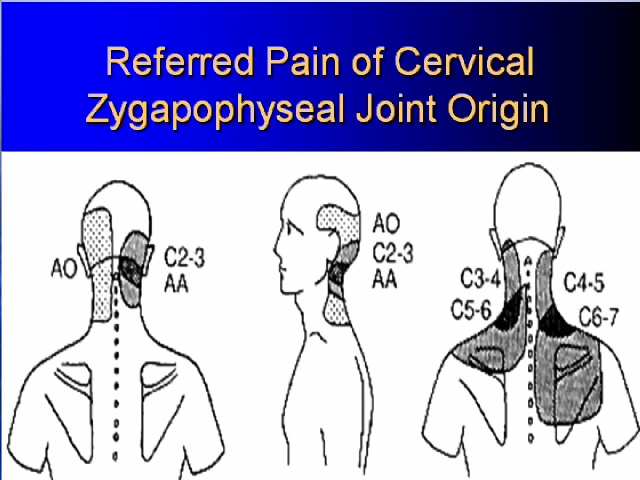 Referred Pain of Cervical
Zygapophyseal Joint Origin
AO
C2-3
AA
AO
C2-3
AA
C3-4
C5-6
C4-5
C6-7